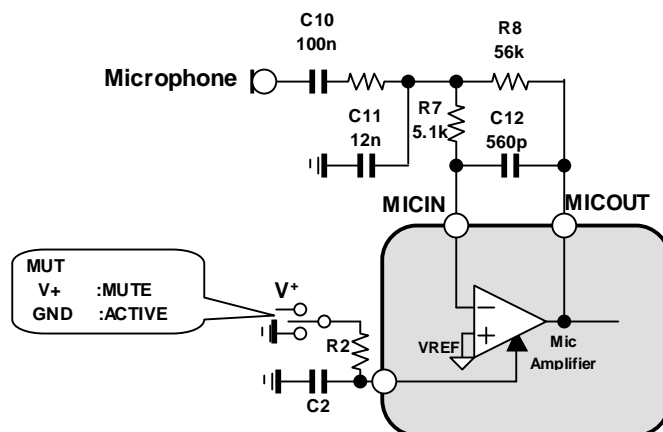 C10
100n
R8
56k
Microphone
C11
12n
R7
5.1k
C12
560p
MICIN
MICOUT
MUT
V+ :MUTE
GND :ACTIVE
V+
R2
C2
VREF
Mic
Amplifier